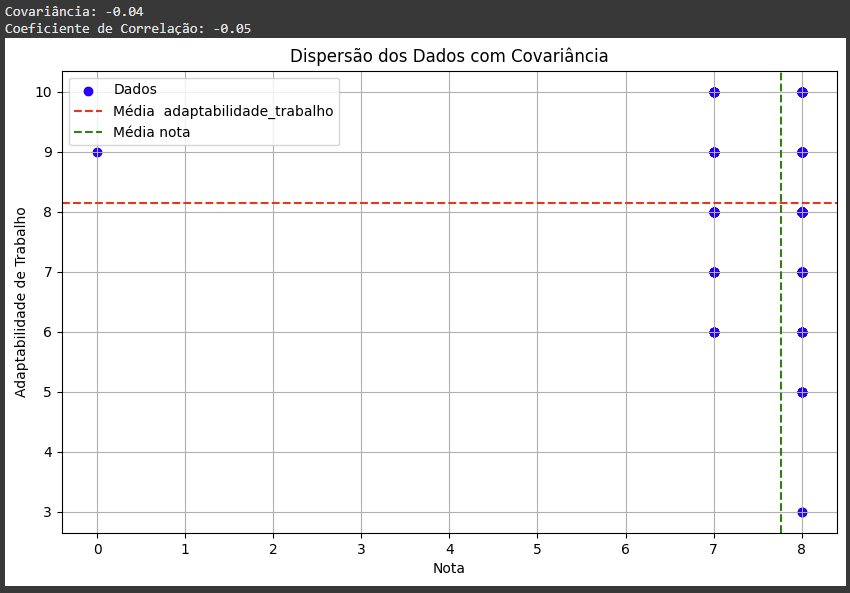 Covariância: -0.04
Coeficiente de Correlação: -0.05
Dispersão dos Dados com Covariância
Dados
Média  adaptabilidade_trabalho
Média nota
Adaptabilidade de Trabalho
10
9
8
7
6
5
4
3
0 1 2 3 4 5 6 7 8
Nota